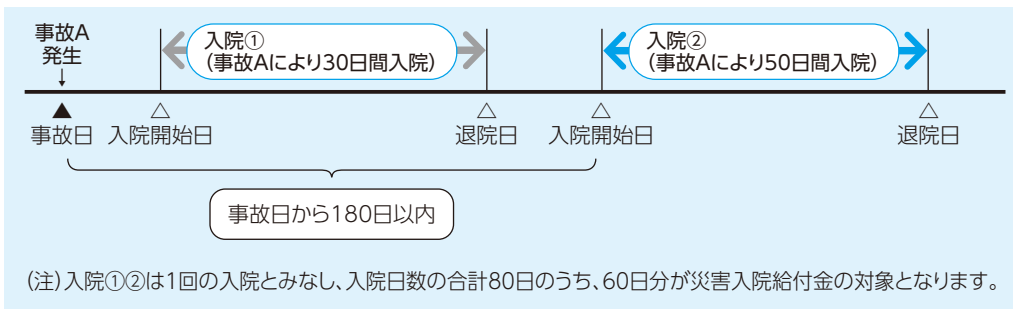 事故A
発生
入院①
(事故Aにより30日間入院)
入院②
(事故Aにより50日間入院)
事故日 入院開始日 退院日 入院開始日 退院日
事故日から180日以内
(注)入院①②は1回の入院とみなし、入院日数の合計80日のうち、60日分が災害入院給付金の対象となります。